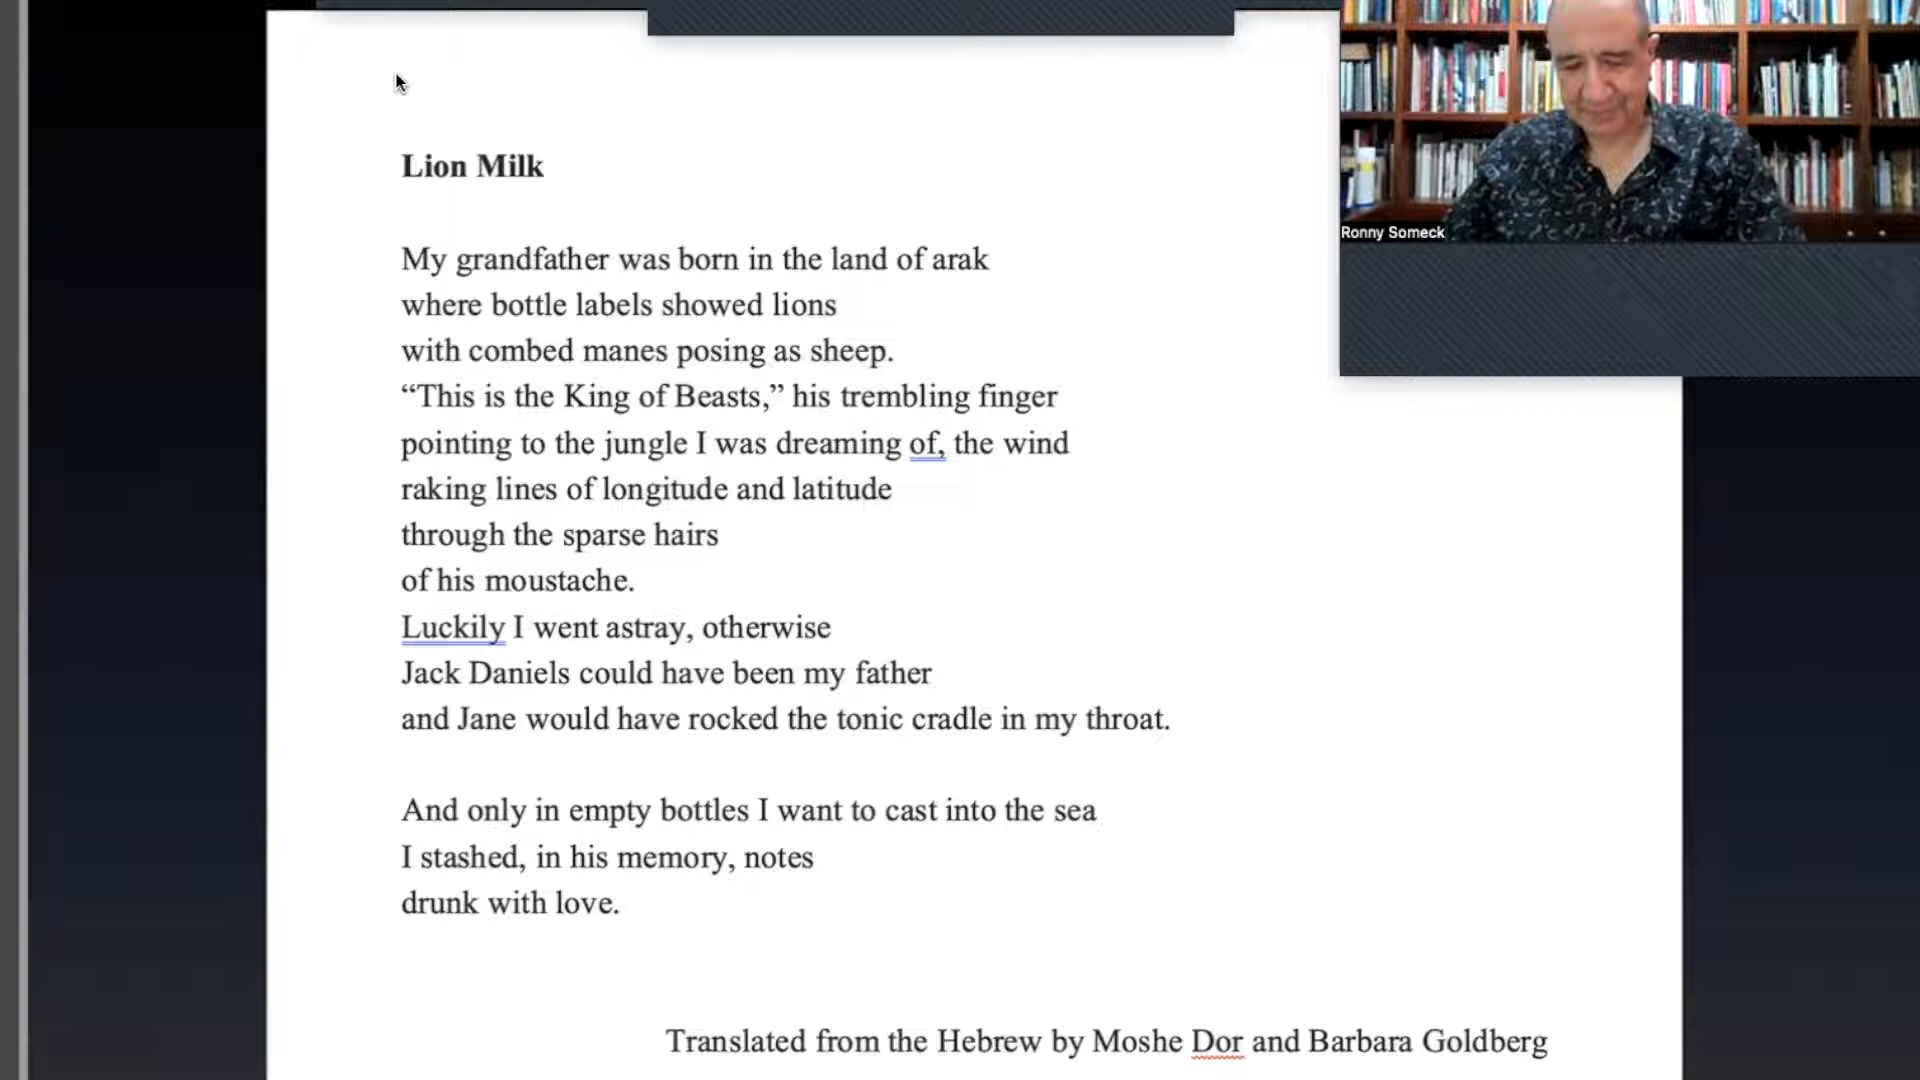 Lion Milk
My grandfather was born in the land of arak
where bottle labels showed lions
with combed manes posing as sheep.
“This is the King of Beasts,” his trembling finger
pointing to the jungle I was dreaming of, the wind
raking lines of longitude and latitude
through the sparse hairs
of his moustache.
Luckily I went astray, otherwise
Jack Daniels could have been my father
and Jane would have rocked the tonic cradle in my throat.
And only in empty bottles I want to cast into the sea
I stashed, in his memory, notes
drunk with love.
Translated from the Hebrew by Moshe Dor and Barbara Goldberg
Ronny Someck